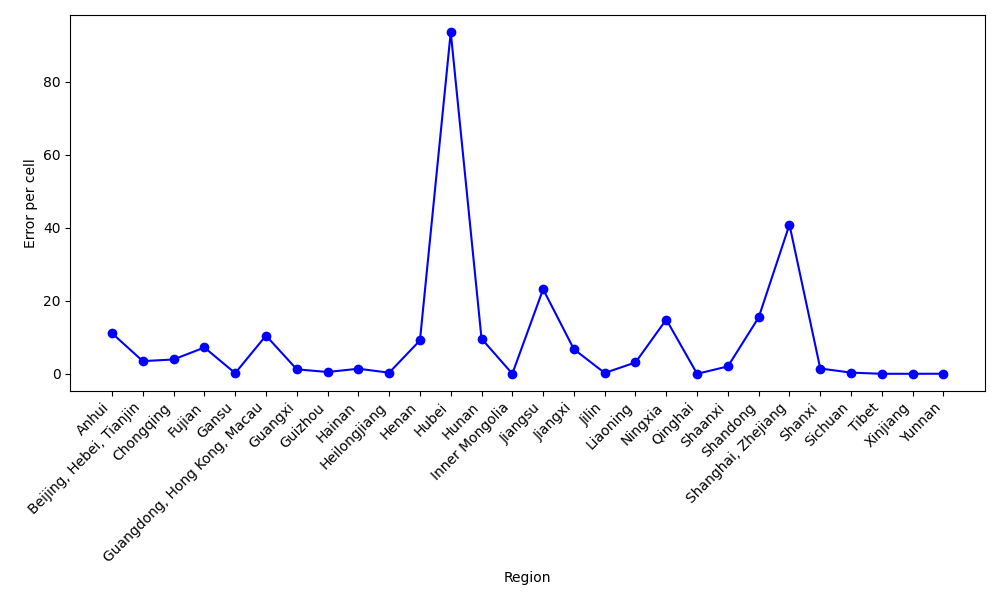 Error per cell
80
60
40
20
0
Anhui
Beijing, Hebei, Tianjin
Chongqing
Fujian
Gansu
Guangdong, Hong Kong, Macau
Guangxi
Guizhou
Hainan
Heilongjiang
Henan
Hubei
Hunan
Inner Mongolia
Jiangsu
Jiangxi
Jilin
Liaoning
Ningxia
Qinghai
Shaanxi
Shandong
Shanghai, Zhejiang
Shanxi
Sichuan
Tibet
Xinjiang
Yunnan
Region